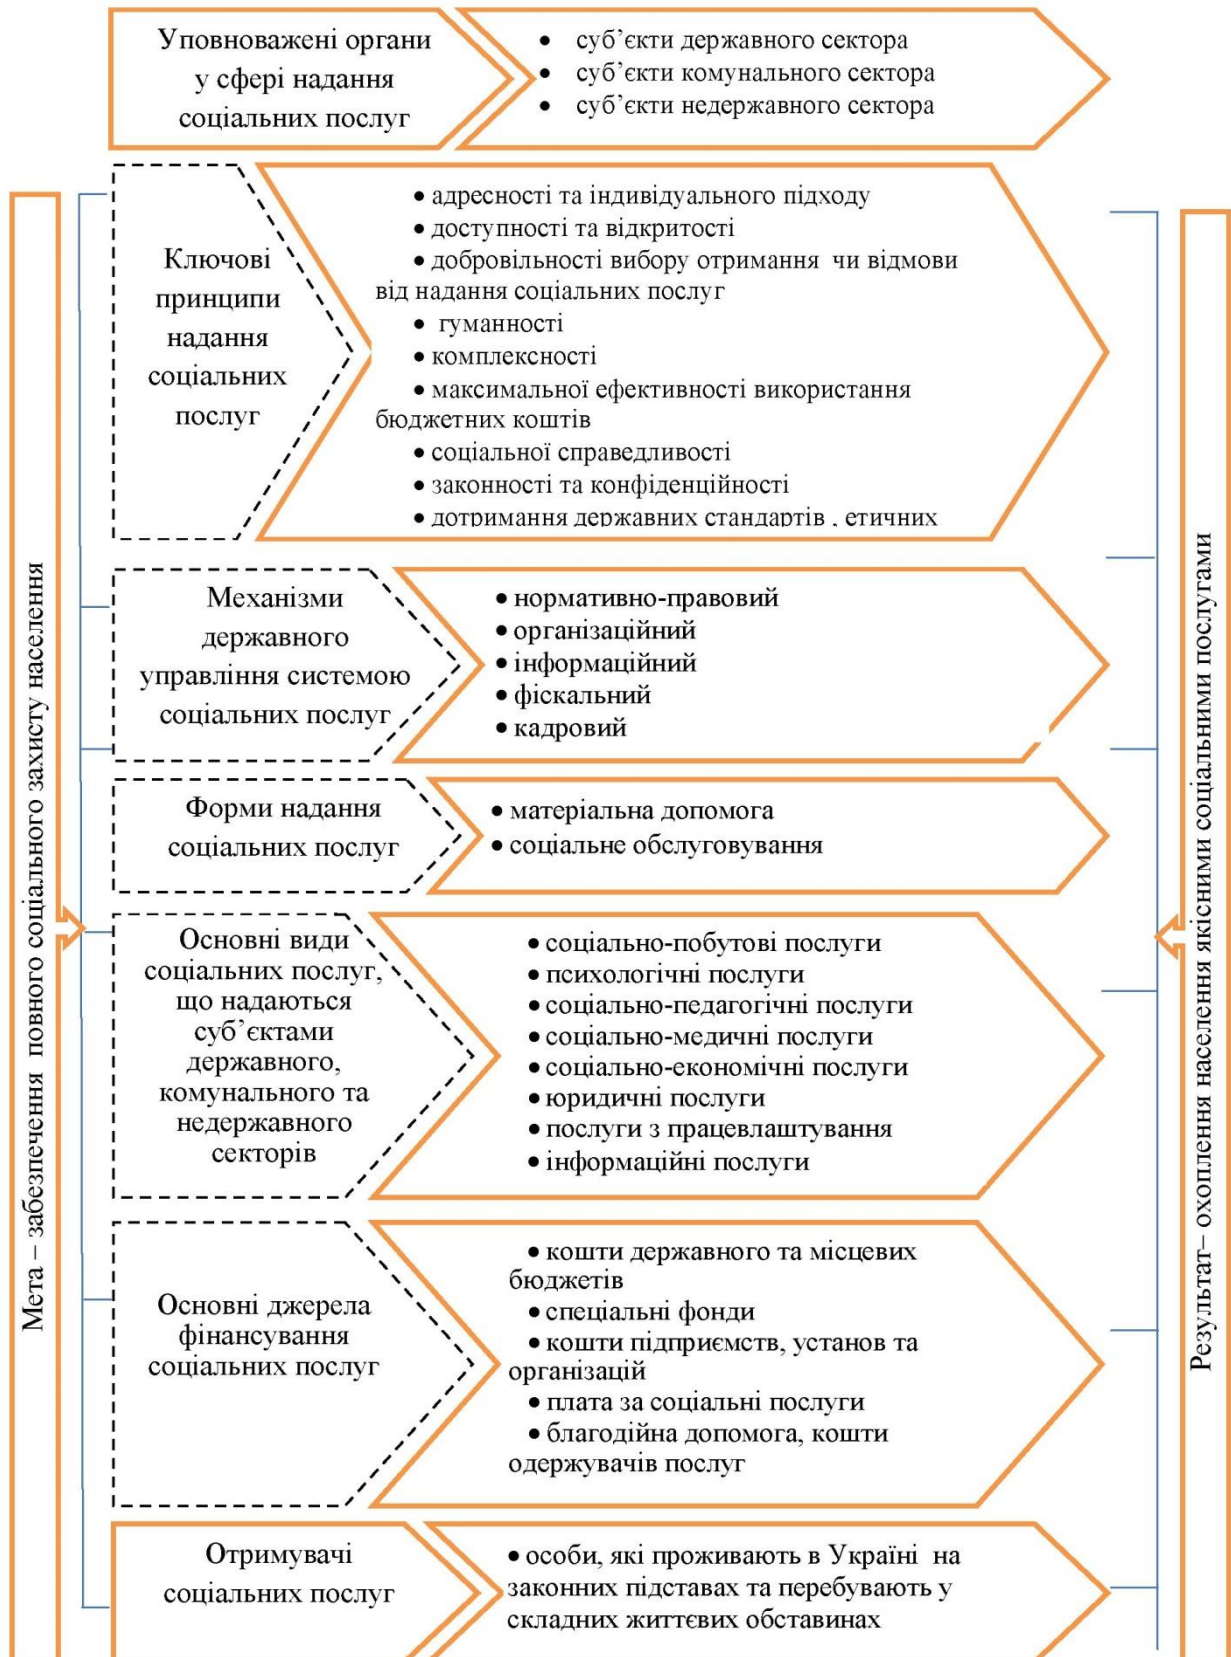 Уповноважені органи
у сфері надання
соціальних послуг
• суб’єкти державного сектора
• суб’єкти комунального сектора
• суб’єкти недержавного сектора
Ключові
принципи
надання
соціальних
послуг
• адресності та індивідуального підходу
• доступності та відкритості
• добровільності вибору отримання чи відмови
від надання соціальних послуг
• гуманності
• комплексності
• максимальної ефективності використання
бюджетних коштів
• соціальної справедливості
• законності та конфіденційності
• дотримання державних стандартів , етичних
Механізми
державного
управління системою
соціальних послуг
• нормативно-правовий
• організаційний
• інформаційний
• фіскальний
• кадровий
Форми надання
соціальних послуг
• матеріальна допомога
• соціальне обслуговування
Основні види
соціальних послуг,
що надаються
суб’єктами
державного,
комунального та
недержавного
секторів
• соціально-побутові послуги
• психологічні послуги
• соціально-педагогічні послуги
• соціально-медичні послуги
• соціально-економічні послуги
• юридичні послуги
• послуги з працевлаштування
• інформаційні послуги
Основні джерела
фінансування
соціальних послуг
• кошти державного та місцевих
бюджетів
• спеціальні фонди
• кошти підприємств, установ та
організацій
• плата за соціальні послуги
• благодійна допомога, кошти
одержувачів послуг
Отримувачі
соціальних послуг
• особи, які проживають в Україні на
законних підставах та перебувають у
складних життєвих обставинах
Мета – забезпечення повного соціального захисту населення
Результат– охоплення населення якісними соціальними послугами